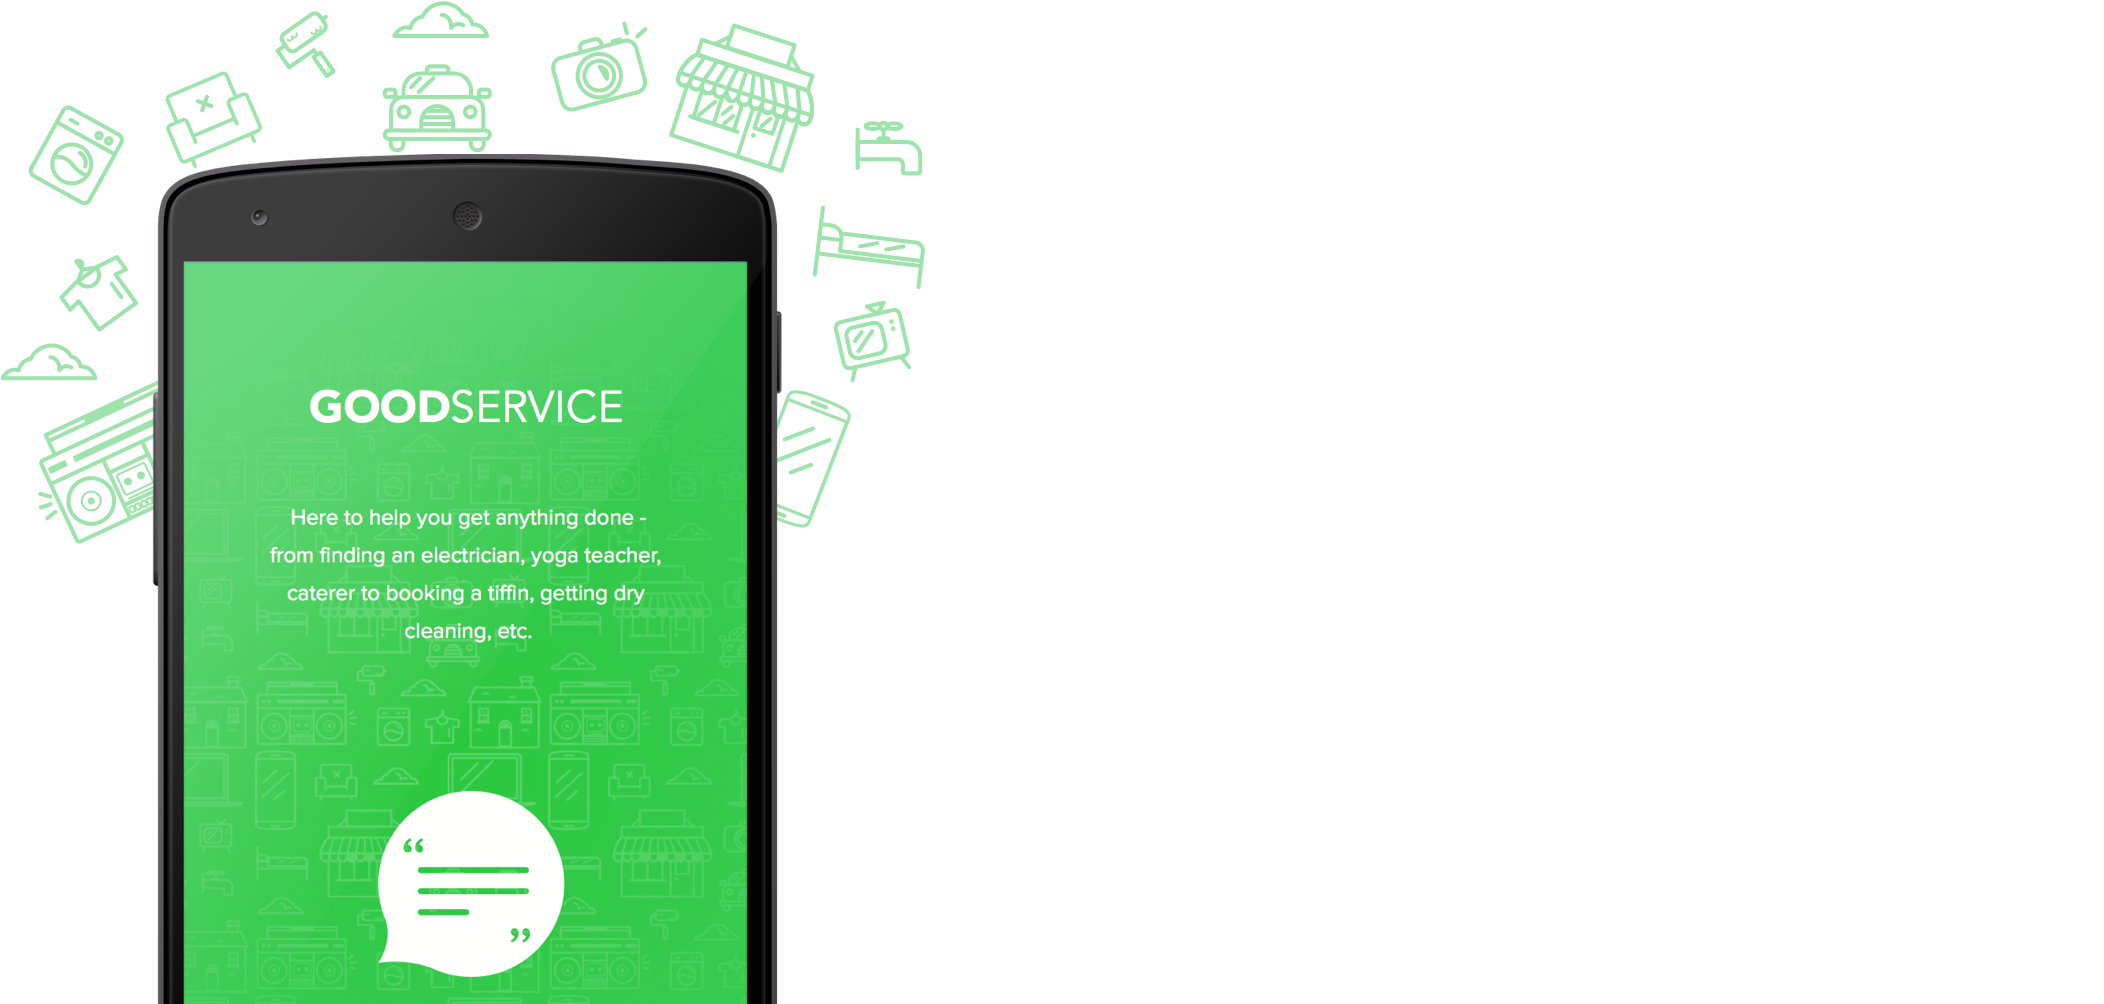 GOODSERVICE
Here to help you get anything done -
from finding an electrician, yoga teacher,
caterer to booking a tiffin, getting dry
cleaning, etc.